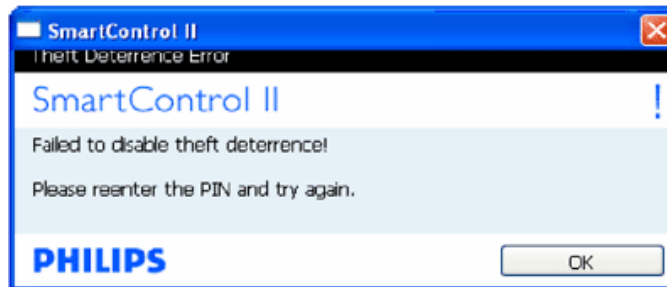 SmartControl II
Theft Deterrence Error
SmartControl II
!
Failed to disable theft deterrence!
Please reenter the PIN and try again.
PHILIPS
OK